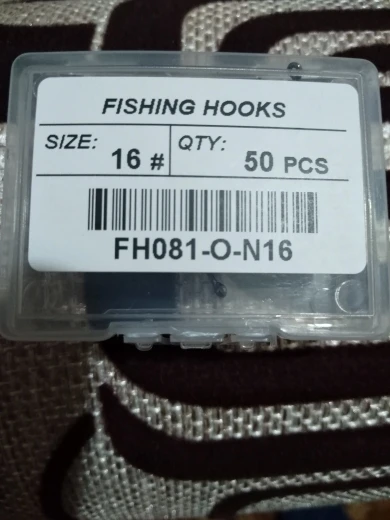 FISHING HOOKS
SIZE: 16 # QTY: 50 PCS
FH081-O-N16